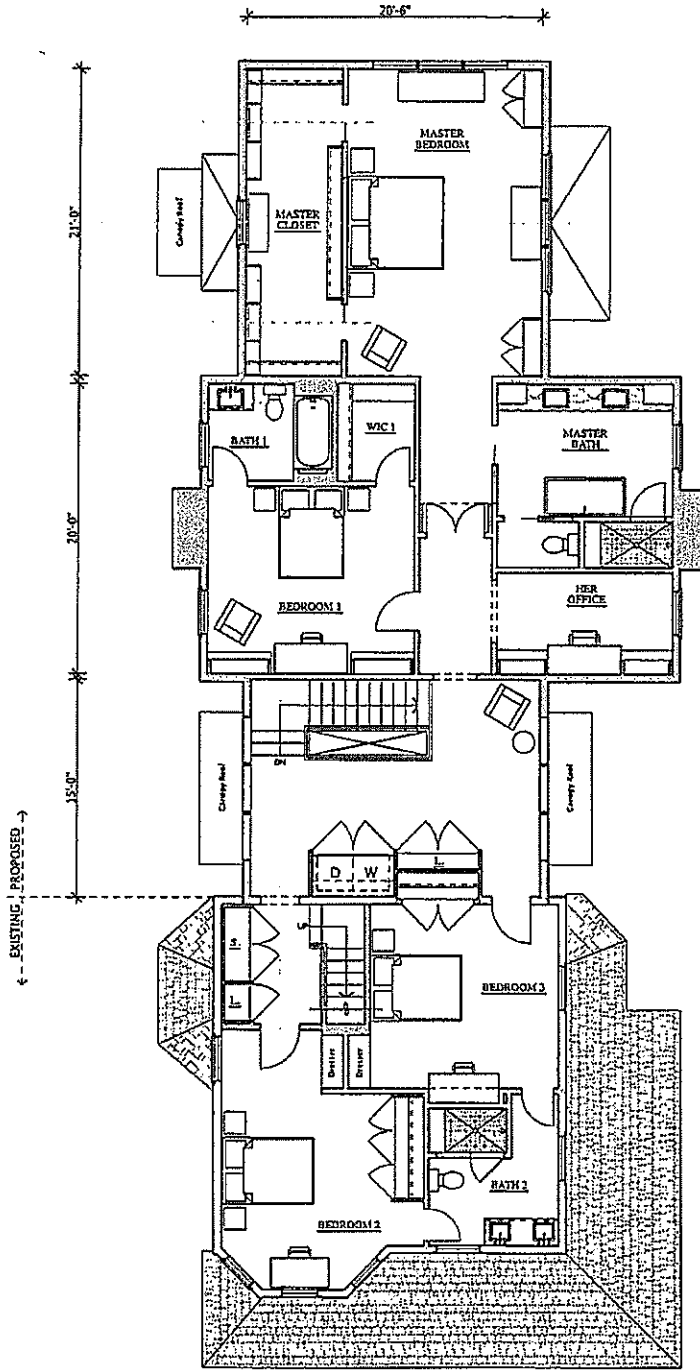 20'-6"
21'-0"
Canopy Roof
MASTER
CLOSET
MASTER
BEDROOM
20'-0"
BATH 1
WIC 1
MASTER
BATH
BEDROOM 1
HER
OFFICE
15'-0"
Canopy Roof
DN
Canopy Roof
D
W
L.
EXISTING
PROPOSED
S.
L.
UP
BEDROOM 3
Dresser
Dresser
BEDROOM 2
BATH 2